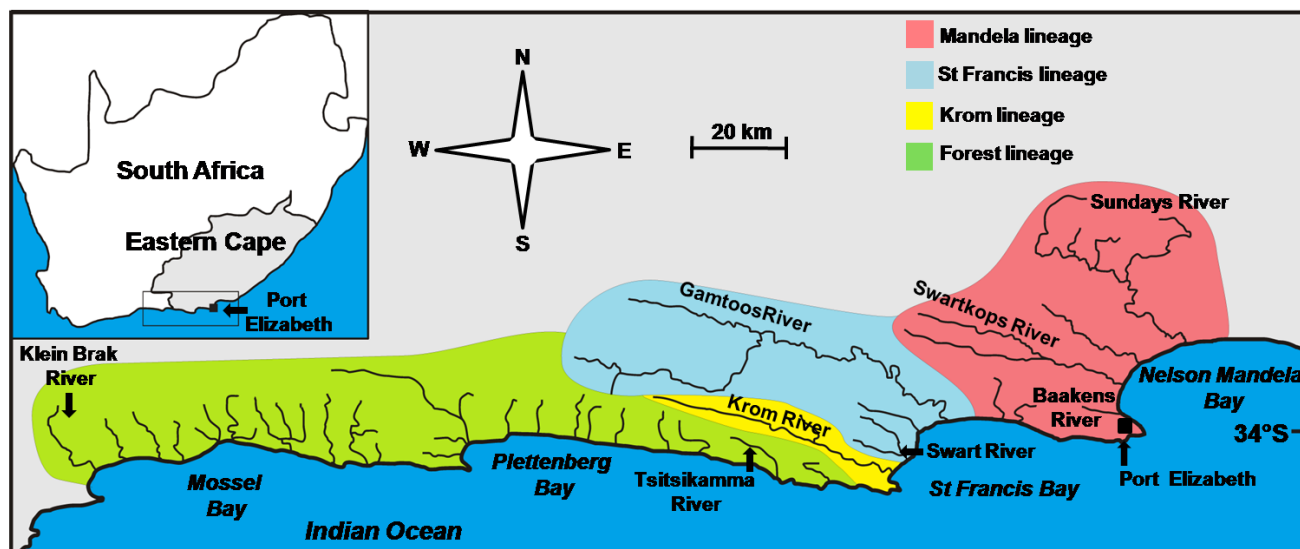 South Africa
Eastern Cape
Port
Elizabeth
N
W
E
S
20 km
Mandela lineage
St Francis lineage
Krom lineage
Forest lineage
Sundays River
GamtoosRiver
Swartkops River
Klein Brak
River
Nelson Mandela
Bay
Baakens
River
Krom River
34°S
Swart River
Plettenberg
Bay
Tsitsikamma
River
St Francis Bay
Port Elizabeth
Mossel
Bay
Indian Ocean